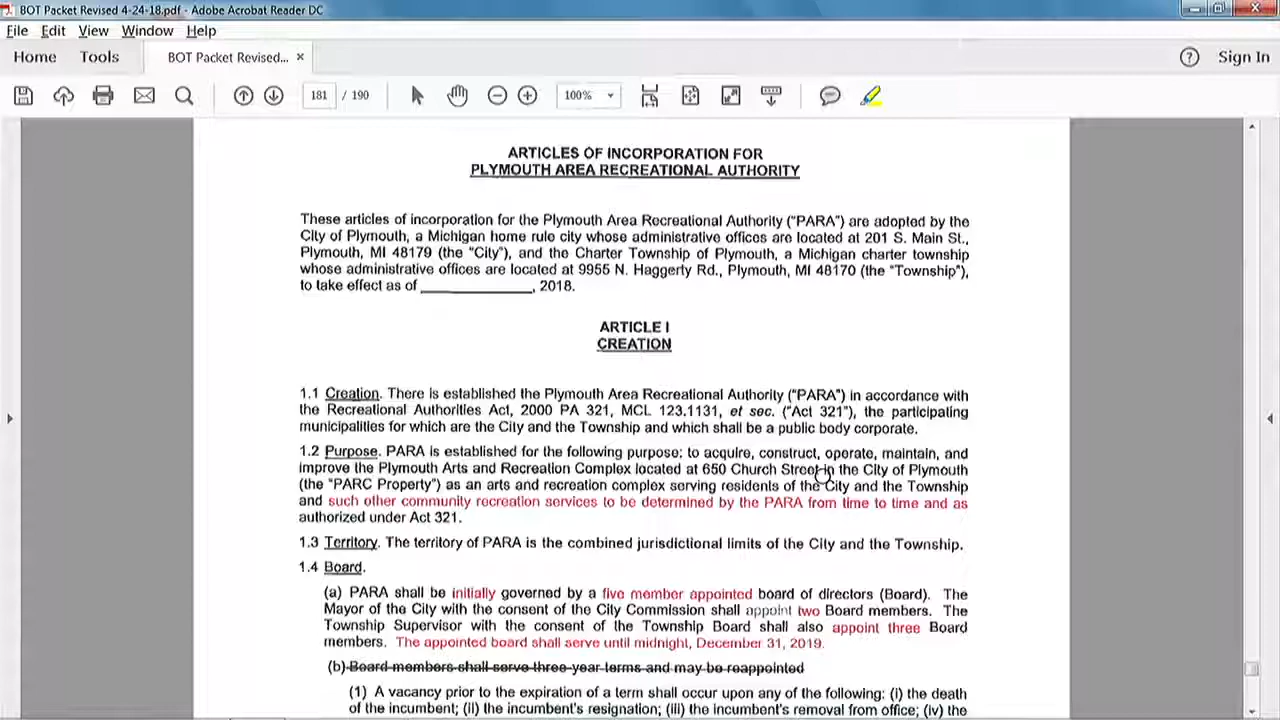 BOT Packet Revised 4-24-18.pdf - Adobe Acrobat Reader DC
File Edit View Window Help
Home Tools BOT Packet Revised... × Sign In
181 / 190 100%
ARTICLES OF INCORPORATION FOR
PLYMOUTH AREA RECREATIONAL AUTHORITY
These articles of incorporation for the Plymouth Area Recreational Authority ("PARA") are adopted by the
City of Plymouth, a Michigan home rule city whose administrative offices are located at 201 S. Main St.,
Plymouth, MI 48179 (the "City"), and the Charter Township of Plymouth, a Michigan charter township
whose administrative offices are located at 9955 N. Haggerty Rd., Plymouth, MI 48170 (the "Township"),
to take effect as of ______________, 2018.
ARTICLE I
CREATION
1.1 Creation. There is established the Plymouth Area Recreational Authority ("PARA") in accordance with
the Recreational Authorities Act, 2000 PA 321, MCL 123.1131, et sec. ("Act 321"), the participating
municipalities for which are the City and the Township and which shall be a public body corporate.
1.2 Purpose. PARA is established for the following purpose: to acquire, construct, operate, maintain, and
improve the Plymouth Arts and Recreation Complex located at 650 Church Street in the City of Plymouth
(the "PARC Property") as an arts and recreation complex serving residents of the City and the Township
and such other community recreation services to be determined by the PARA from time to time and as
authorized under Act 321.
1.3 Territory. The territory of PARA is the combined jurisdictional limits of the City and the Township.
1.4 Board.
(a) PARA shall be initially governed by a five member appointed board of directors (Board). The
Mayor of the City with the consent of the City Commission shall appoint two Board members. The
Township Supervisor with the consent of the Township Board shall also appoint three Board
members. The appointed board shall serve until midnight, December 31, 2019.
(b) Board members shall serve three-year terms and may be reappointed
(1) A vacancy prior to the expiration of a term shall occur upon any of the following: (i) the death
of the incumbent; (ii) the incumbent's resignation; (iii) the incumbent's removal from office; (iv) the